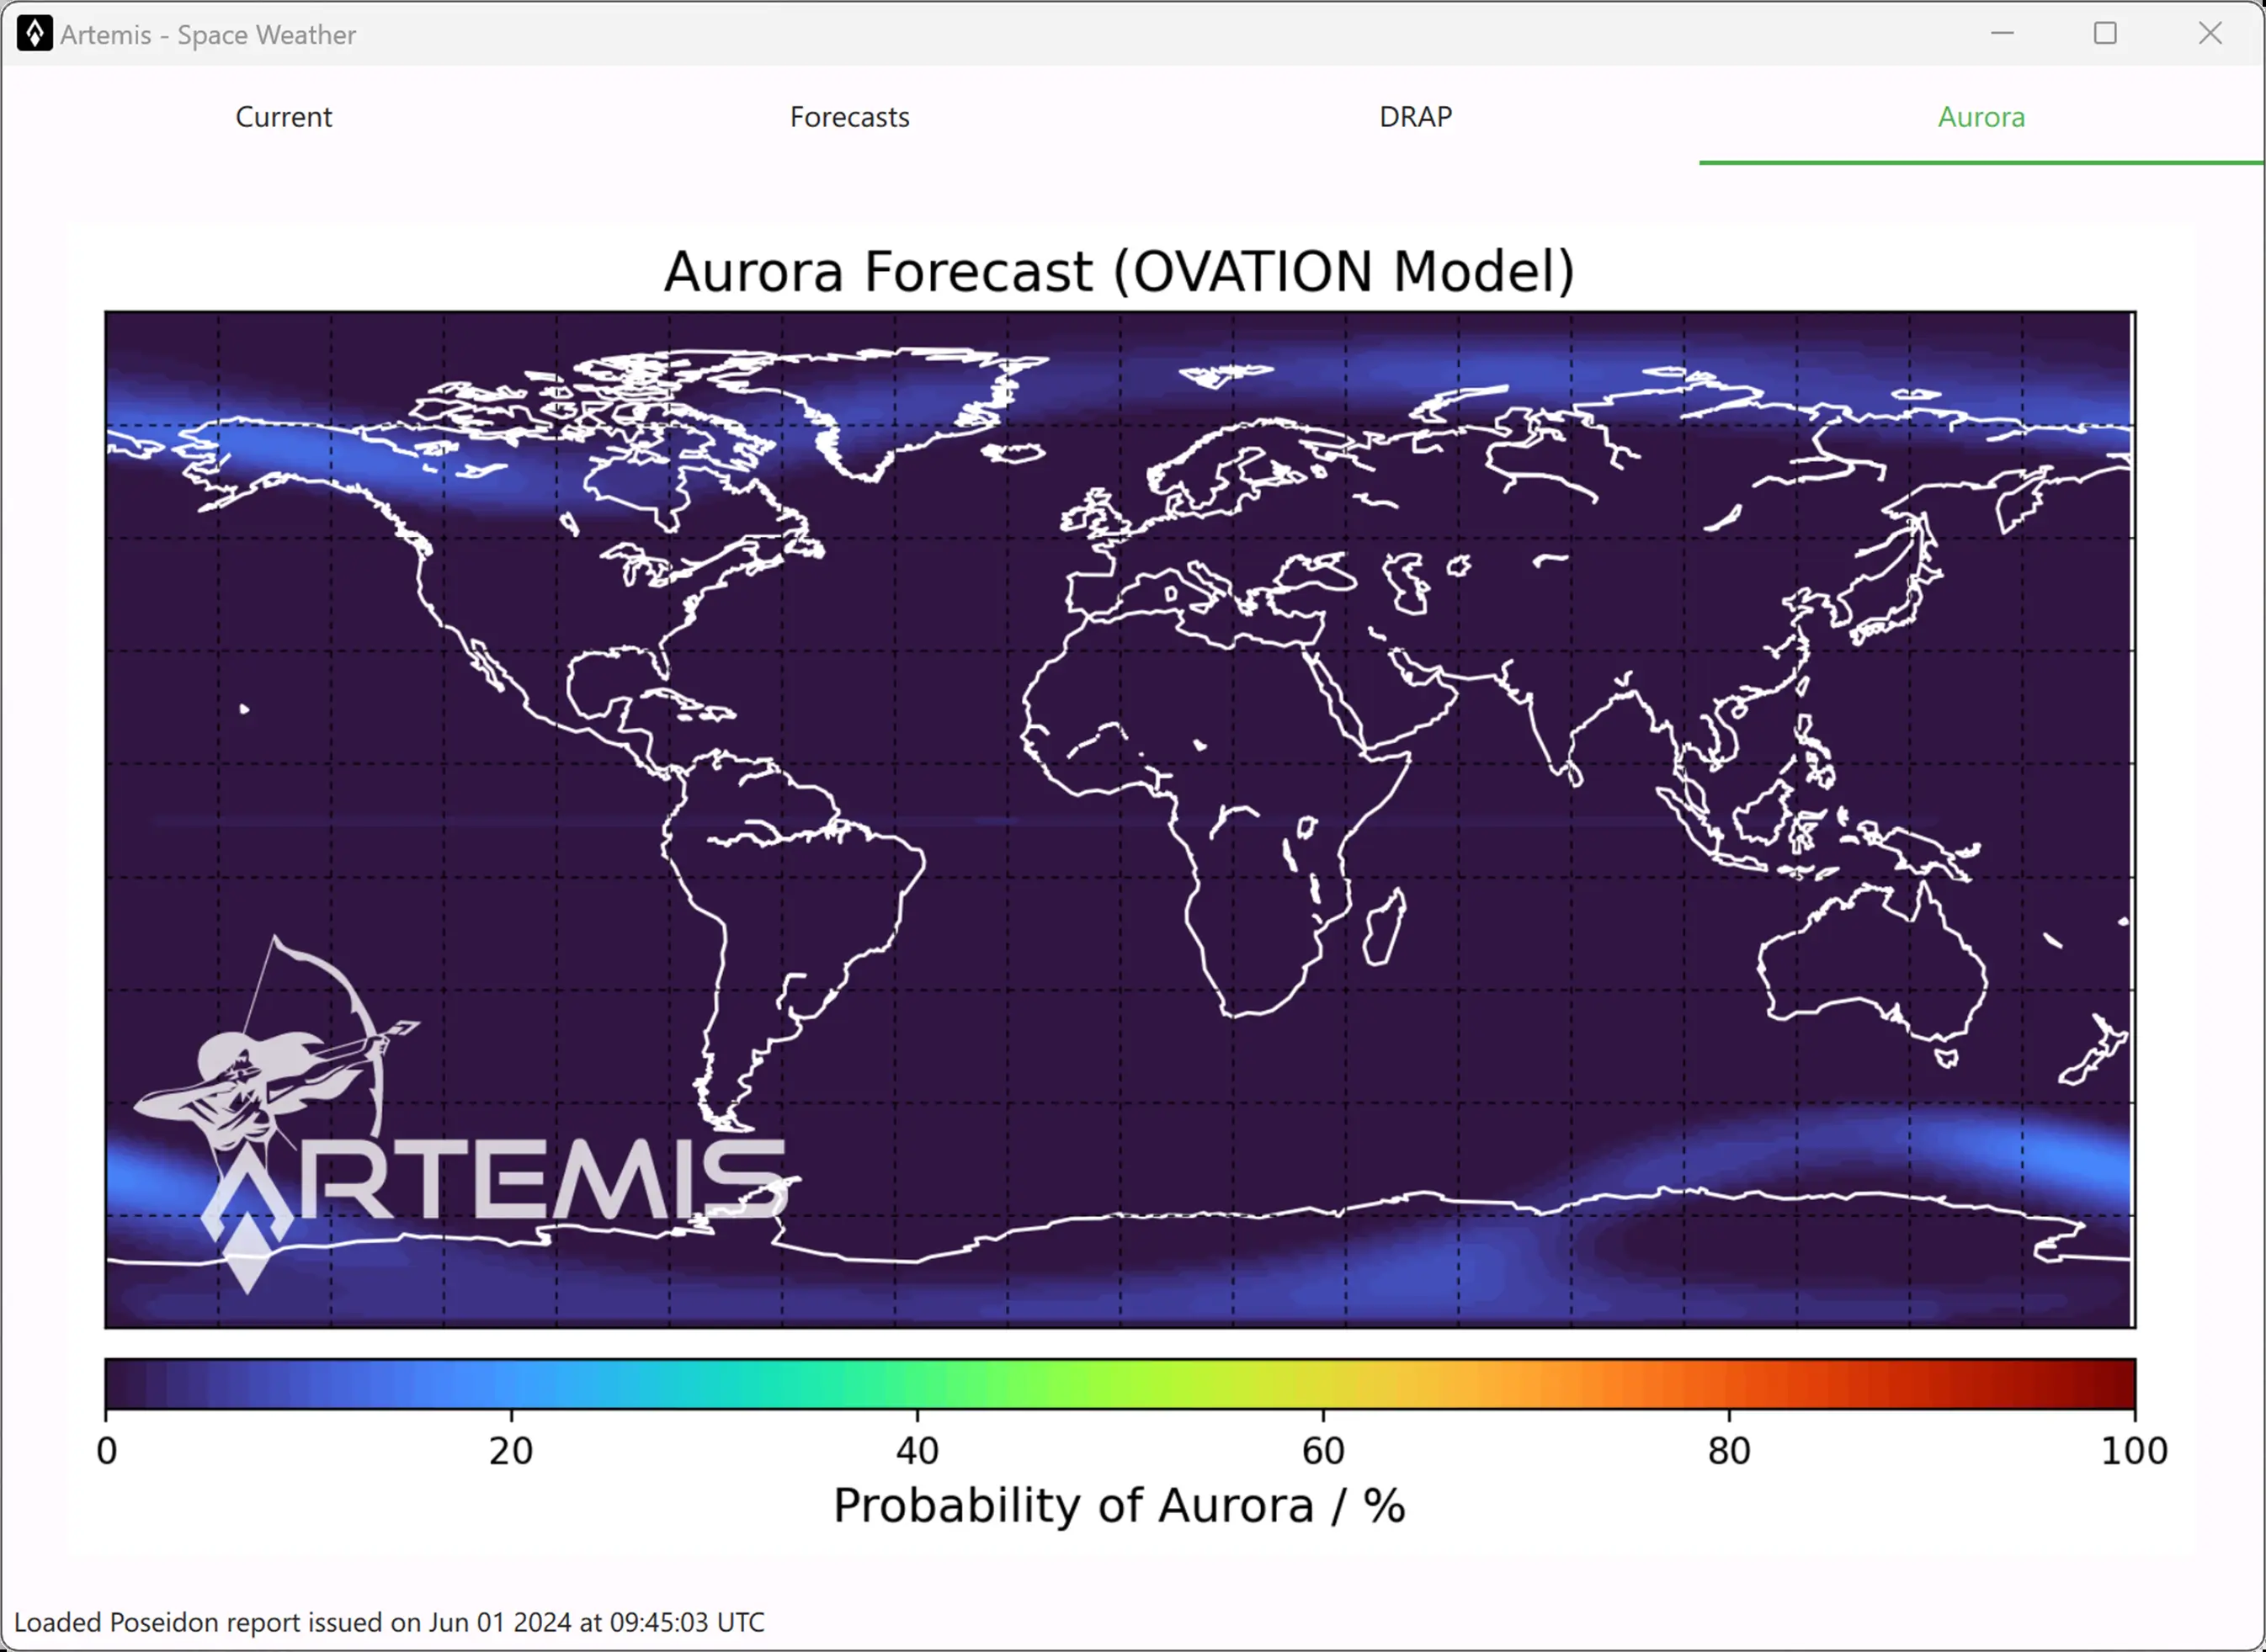 Artemis - Space Weather
Current Forecasts DRAP Aurora
Aurora Forecast (OVATION Model)
ARTEMIS
0 20 40 60 80 100
Probability of Aurora / %
Loaded Poseidon report issued on Jun 01 2024 at 09:45:03 UTC